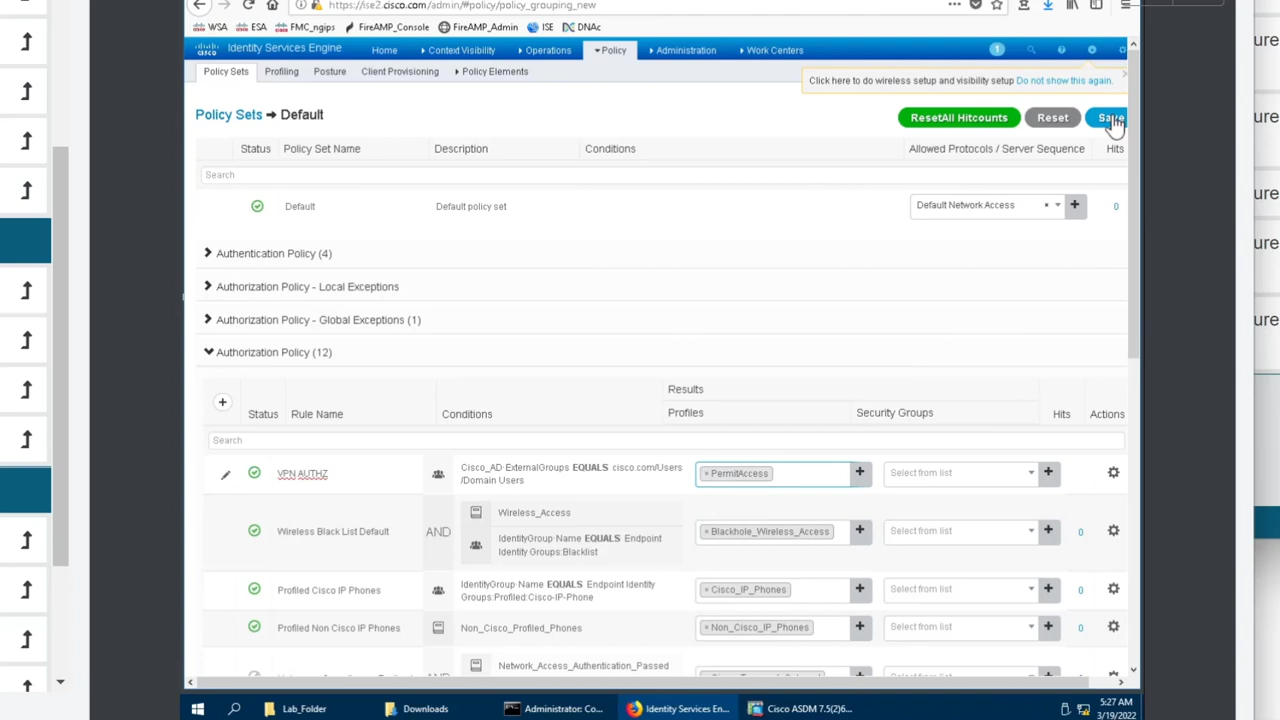 https://ise2.cisco.com/admin/#policy/policy_grouping_new
WSA ESA FMC_ngips FireAMP_Console FireAMP_Admin ISE DNAc
cisco Identity Services Engine Home Context Visibility Operations Policy Administration Work Centers 1
Policy Sets Profiling Posture Client Provisioning Policy Elements
Click here to do wireless setup and visibility setup Do not show this again.
Policy Sets → Default
ResetAll Hitcounts Reset Save
Status Policy Set Name Description Conditions Allowed Protocols / Server Sequence Hits
Search
Default Default policy set Default Network Access × + 0
Authentication Policy (4)
Authorization Policy - Local Exceptions
Authorization Policy - Global Exceptions (1)
Authorization Policy (12)
Results
+ Status Rule Name Conditions Profiles Security Groups Hits Actions
Search
VPN AUTHZ Cisco_AD·ExternalGroups EQUALS cisco.com/Users
/Domain Users
× PermitAccess + Select from list +
Wireless Black List Default AND Wireless_Access
IdentityGroup·Name EQUALS Endpoint
Identity Groups:Blacklist
× Blackhole_Wireless_Access + Select from list + 0
Profiled Cisco IP Phones IdentityGroup·Name EQUALS Endpoint Identity
Groups:Profiled:Cisco-IP-Phone
× Cisco_IP_Phones + Select from list + 0
Profiled Non Cisco IP Phones Non_Cisco_Profiled_Phones × Non_Cisco_IP_Phones + Select from list + 0
Network_Access_Authentication_Passed
Lab_Folder Downloads Administrator: Co... Identity Services En... Cisco ASDM 7.5(2)6... 5:27 AM
3/19/2022
ure
ure
ure
ure
ure